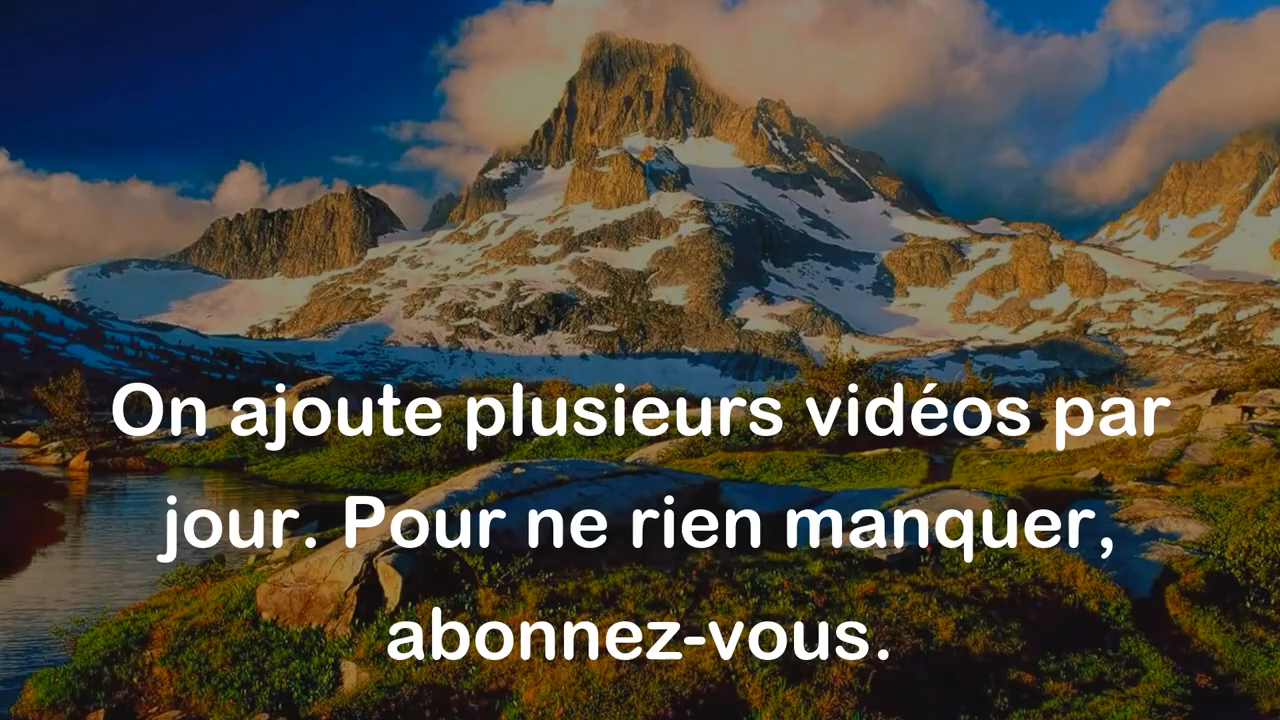 On ajoute plusieurs vidéos par
jour. Pour ne rien manquer,
abonnez-vous.